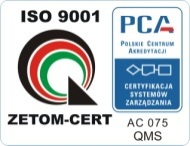 ISO 9001
ZETOM-CERT
PCA
POLSKIE CENTRUM
AKREDYTACJI
CERTYFIKACJA
SYSTEMÓW
ZARZĄDZANIA
AC 075
QMS